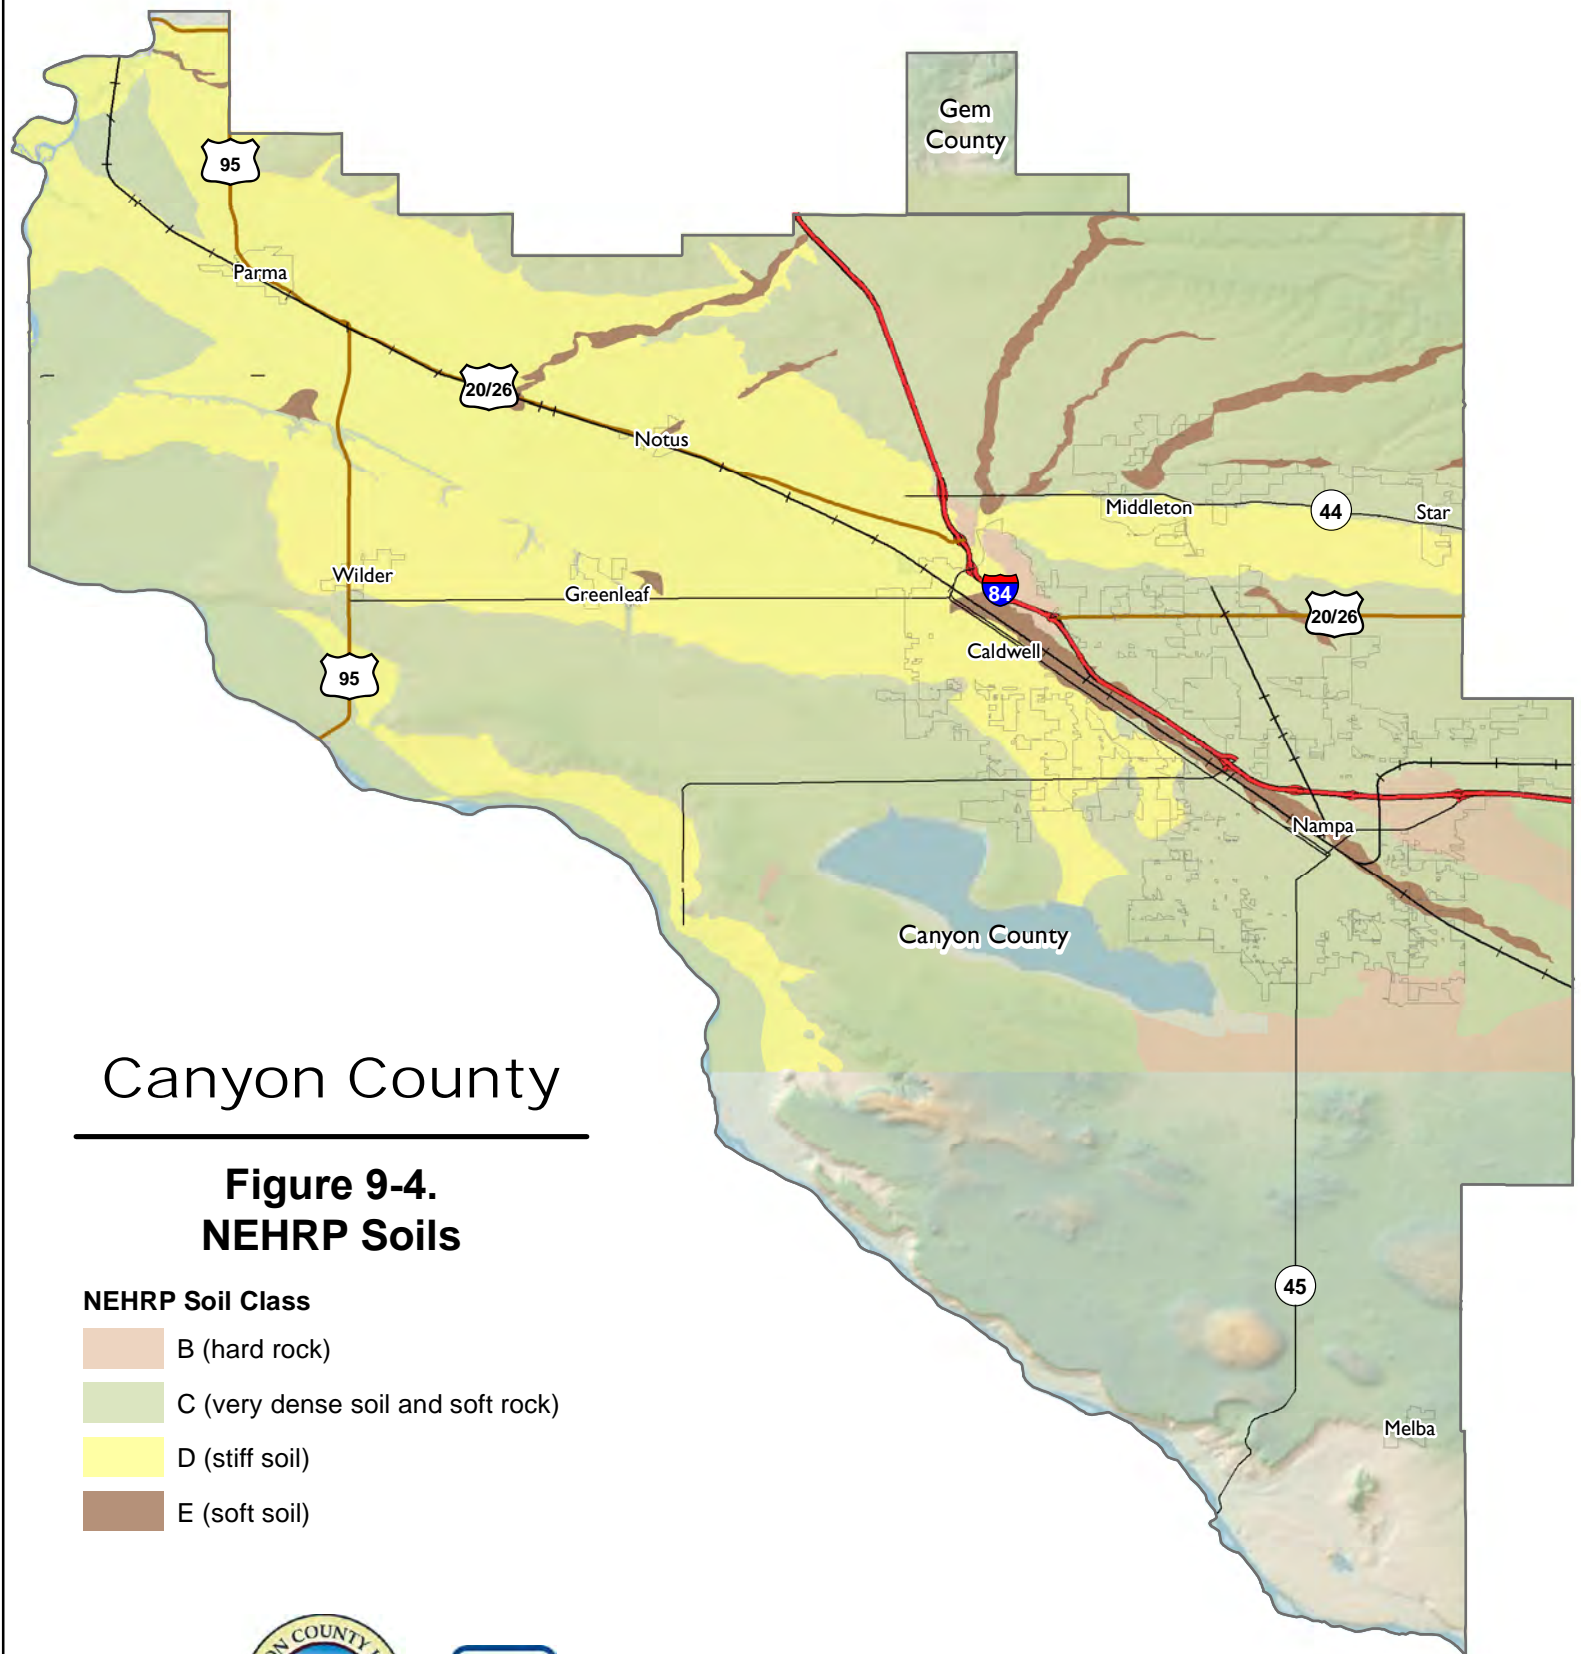 Gem
County
95
Parma
20/26
Notus
Middleton
44
Star
Wilder
Greenleaf
84
20/26
Caldwell
95
Nampa
Canyon County
Canyon County
Figure 9-4.
NEHRP Soils
45
NEHRP Soil Class
B (hard rock)
C (very dense soil and soft rock)
Melba
D (stiff soil)
E (soft soil)
COUNTY